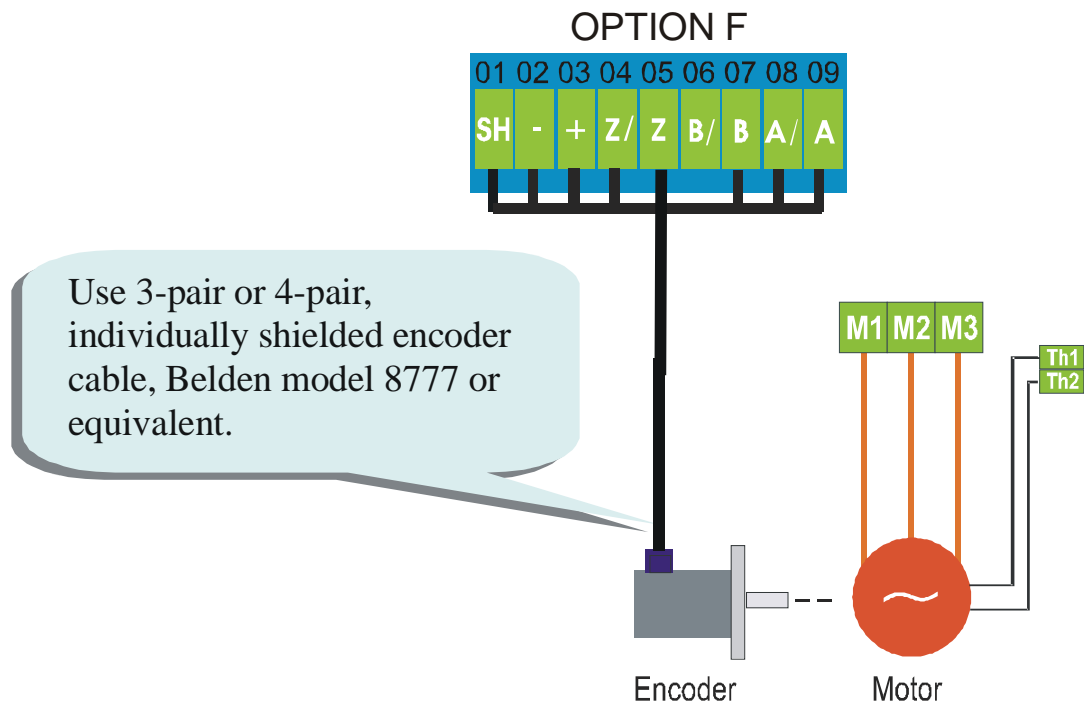 OPTION F
01 02 03 04 05 06 07 08 09
SH - + Z/ Z B/ B A/ A
Use 3-pair or 4-pair,
individually shielded encoder
cable, Belden model 8777 or
equivalent.
M1 M2 M3
Th1
Th2
Encoder
Motor